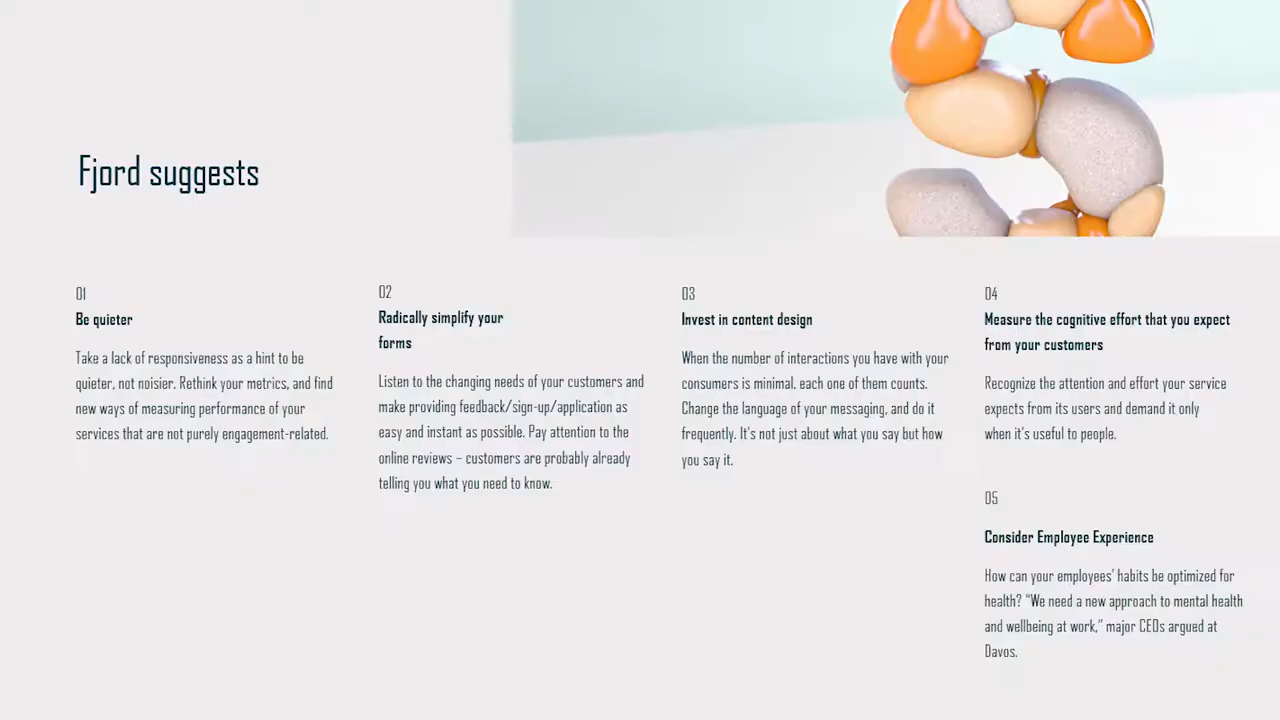 Fjord suggests
01
Be quieter
Take a lack of responsiveness as a hint to be
quieter, not noisier. Rethink your metrics, and find
new ways of measuring performance of your
services that are not purely engagement-related.
02
Radically simplify your
forms
Listen to the changing needs of your customers and
make providing feedback/sign-up/application as
easy and instant as possible. Pay attention to the
online reviews – customers are probably already
telling you what you need to know.
03
Invest in content design
When the number of interactions you have with your
consumers is minimal, each one of them counts.
Change the language of your messaging, and do it
frequently. It's not just about what you say but how
you say it.
04
Measure the cognitive effort that you expect
from your customers
Recognize the attention and effort your service
expects from its users and demand it only
when it's useful to people.
05
Consider Employee Experience
How can your employees' habits be optimized for
health? "We need a new approach to mental health
and wellbeing at work," major CEOs argued at
Davos.